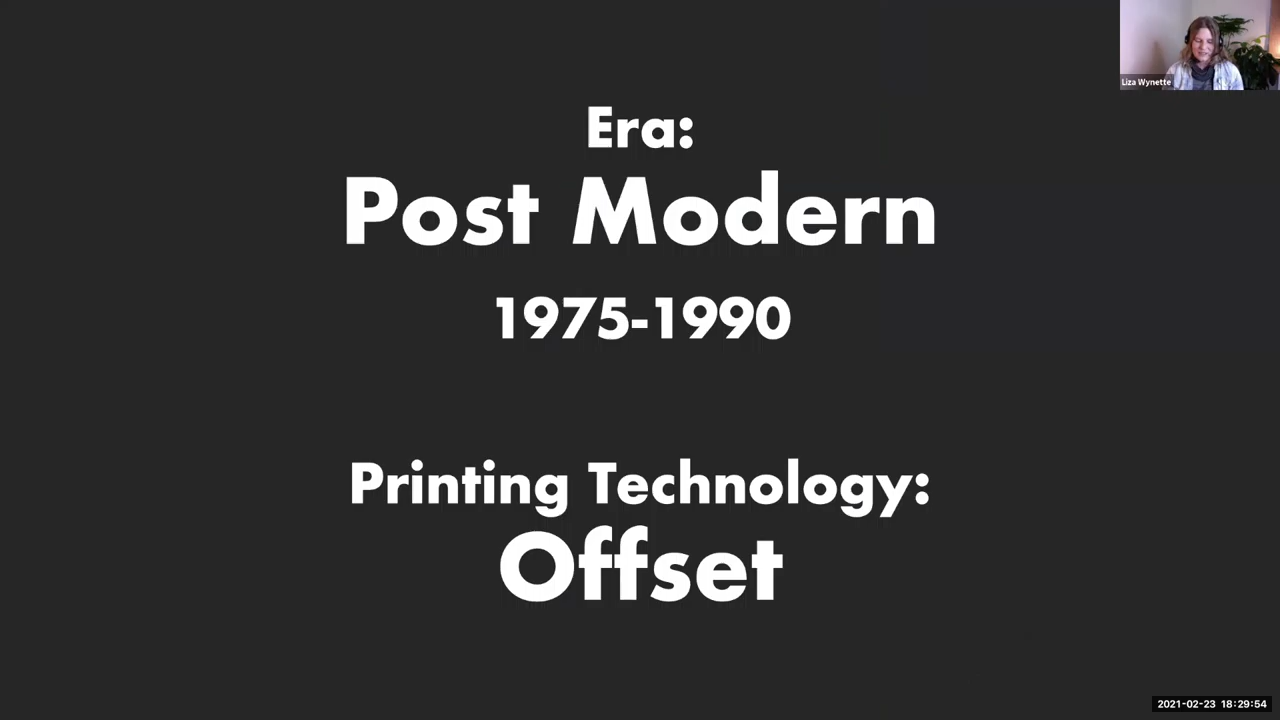 Liza Wynette
Era:
Post Modern
1975-1990
Printing Technology:
Offset
2021-02-23 18:29:54